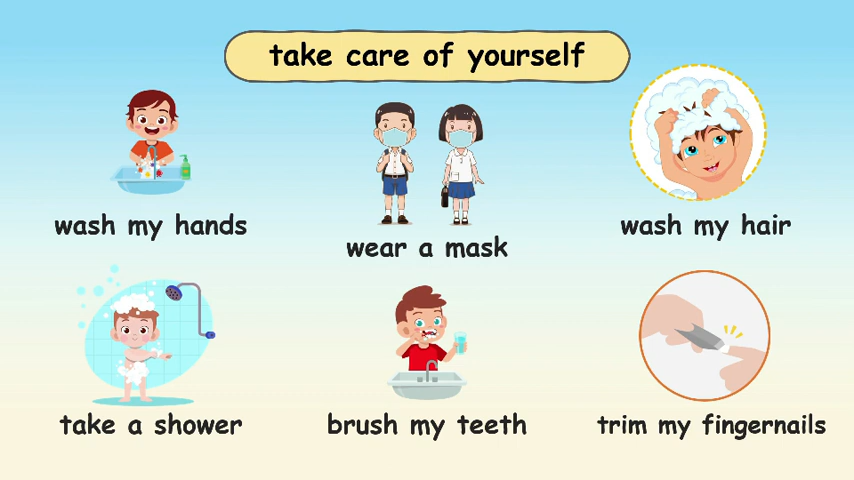 take care of yourself
wash my hands
wear a mask
wash my hair
take a shower
brush my teeth
trim my fingernails